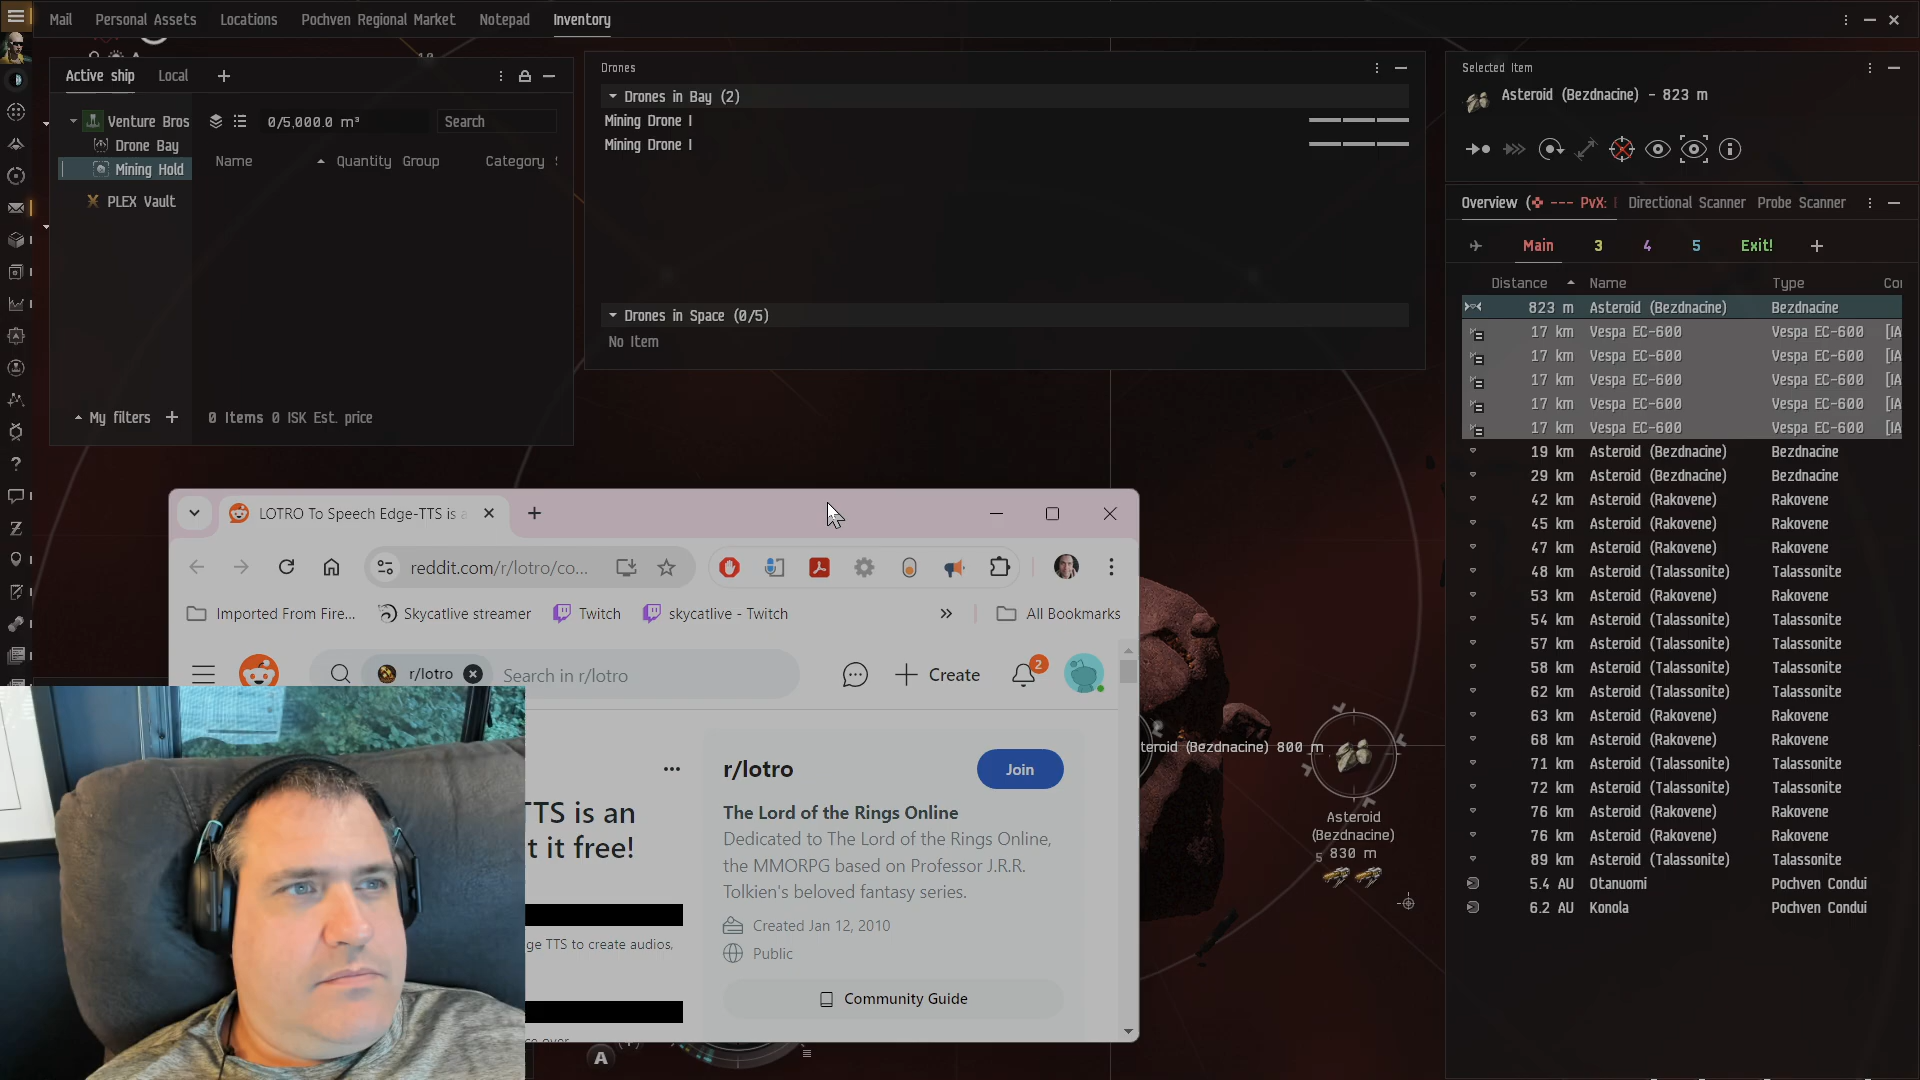 Mail Personal Assets Locations Pochven Regional Market Notepad Inventory
Active ship Local
Venture Bros
Drone Bay
Mining Hold
PLEX Vault
0/5,000.0 m³ Search
Name Quantity Group Category
My filters + 0 Items 0 ISK Est. price
Drones
Drones in Bay (2)
Mining Drone I
Mining Drone I
Drones in Space (0/5)
No Item
Selected Item
Asteroid (Bezdnacine) - 823 m
Overview ( --- PvX: Directional Scanner Probe Scanner
Main 3 4 5 Exit! +
Distance Name Type
823 m Asteroid (Bezdnacine) Bezdnacine
17 km Vespa EC-600 Vespa EC-600 [IA
17 km Vespa EC-600 Vespa EC-600 [IA
17 km Vespa EC-600 Vespa EC-600 [IA
17 km Vespa EC-600 Vespa EC-600 [IA
17 km Vespa EC-600 Vespa EC-600 [IA
19 km Asteroid (Bezdnacine) Bezdnacine
29 km Asteroid (Bezdnacine) Bezdnacine
42 km Asteroid (Rakovene) Rakovene
45 km Asteroid (Rakovene) Rakovene
47 km Asteroid (Rakovene) Rakovene
48 km Asteroid (Talassonite) Talassonite
53 km Asteroid (Rakovene) Rakovene
54 km Asteroid (Talassonite) Talassonite
57 km Asteroid (Talassonite) Talassonite
58 km Asteroid (Talassonite) Talassonite
62 km Asteroid (Talassonite) Talassonite
63 km Asteroid (Rakovene) Rakovene
68 km Asteroid (Rakovene) Rakovene
71 km Asteroid (Talassonite) Talassonite
72 km Asteroid (Talassonite) Talassonite
76 km Asteroid (Rakovene) Rakovene
76 km Asteroid (Rakovene) Rakovene
89 km Asteroid (Talassonite) Talassonite
5.4 AU Otanuomi Pochven Condui
6.2 AU Konola Pochven Condui
LOTRO To Speech Edge-TTS is a
reddit.com/r/lotro/co...
Imported From Fire... Skycatlive streamer Twitch skycatlive - Twitch » All Bookmarks
r/lotro Search in r/lotro Create 2
TTS is an
t it free!
ge TTS to create audios,
r/lotro Join
The Lord of the Rings Online
Dedicated to The Lord of the Rings Online,
the MMORPG based on Professor J.R.R.
Tolkien's beloved fantasy series.
Created Jan 12, 2010
Public
Community Guide
teroid (Bezdnacine) 800 m
Asteroid
(Bezdnacine)
5 830 m
A